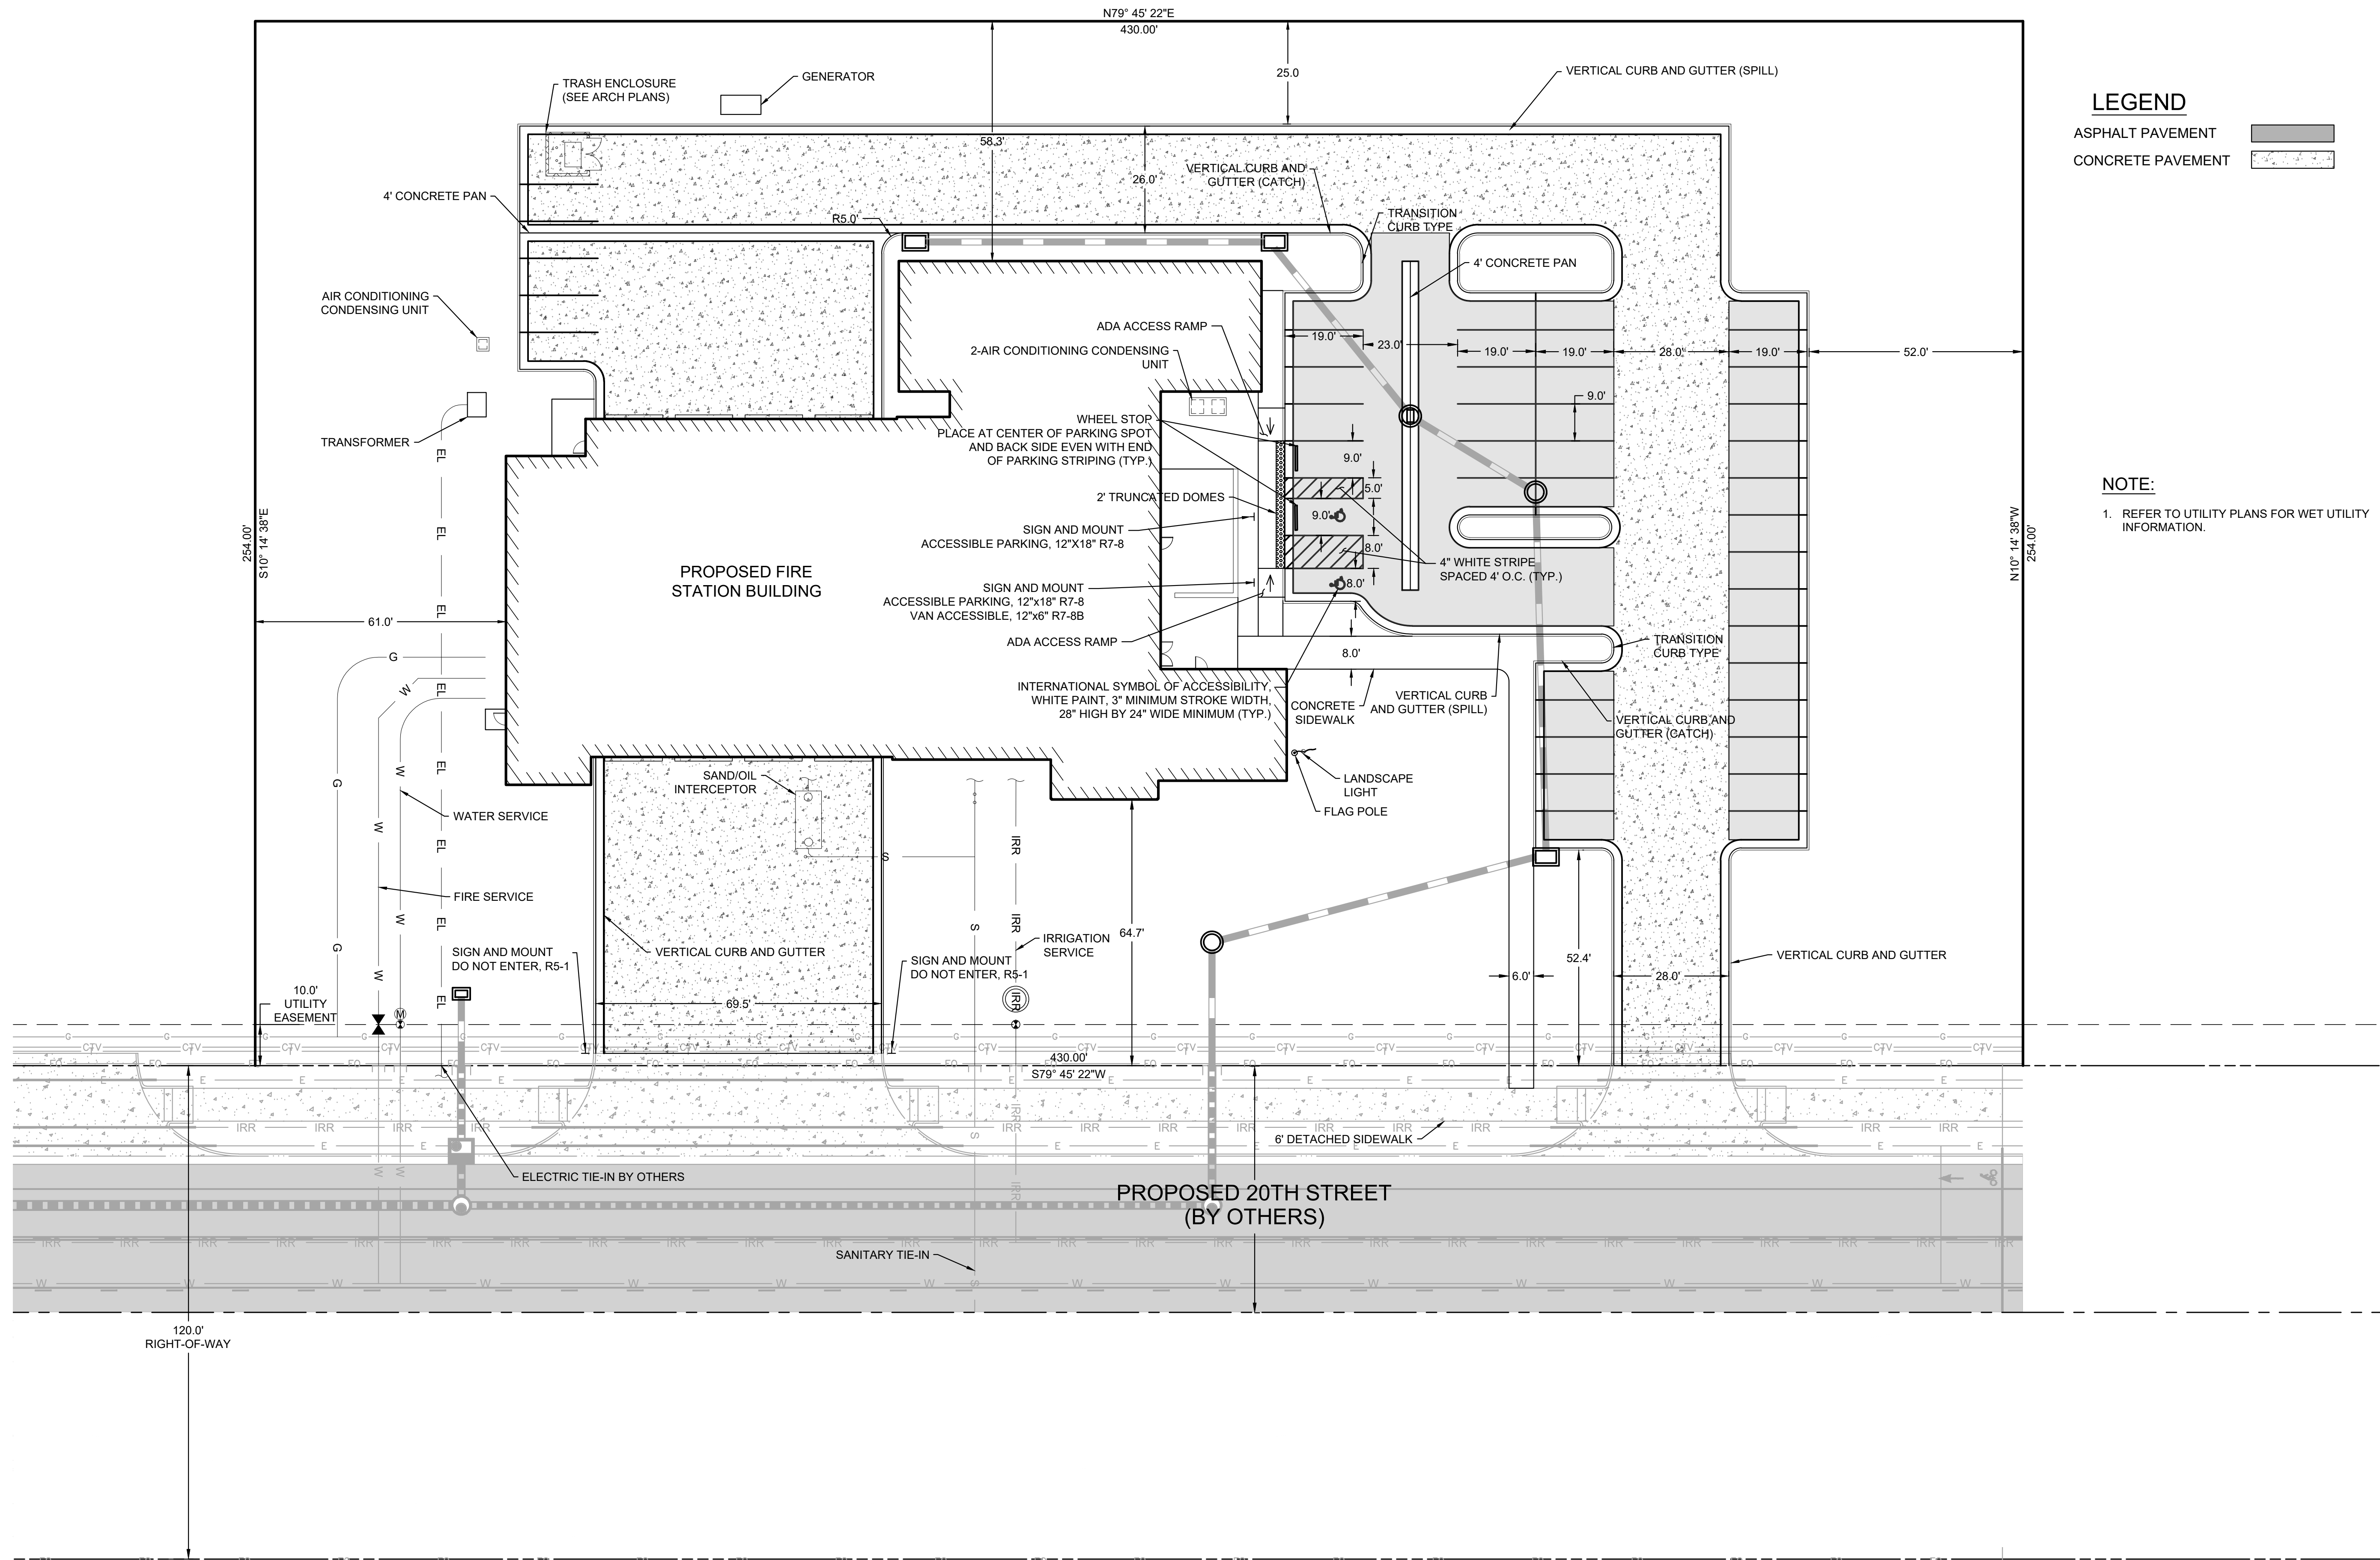 N79° 45' 22"E
430.00'
25.0
58.3'
GENERATOR
TRASH ENCLOSURE
(SEE ARCH PLANS)
VERTICAL CURB AND GUTTER (SPILL)
LEGEND
ASPHALT PAVEMENT
CONCRETE PAVEMENT
4' CONCRETE PAN
R5.0'
26.0'
VERTICAL CURB AND
GUTTER (CATCH)
TRANSITION
CURB TYPE
4' CONCRETE PAN
AIR CONDITIONING
CONDENSING UNIT
ADA ACCESS RAMP
2-AIR CONDITIONING CONDENSING
UNIT
19.0'
23.0'
19.0'
19.0'
28.0'
19.0'
52.0'
9.0'
TRANSFORMER
WHEEL STOP
PLACE AT CENTER OF PARKING SPOT
AND BACK SIDE EVEN WITH END
OF PARKING STRIPING (TYP.)
9.0'
5.0'
2' TRUNCATED DOMES
9.0'
SIGN AND MOUNT
ACCESSIBLE PARKING, 12"X18" R7-8
8.0'
4" WHITE STRIPE
SPACED 4' O.C. (TYP.)
NOTE:
1. REFER TO UTILITY PLANS FOR WET UTILITY
INFORMATION.
254.00'
S10° 14' 38"E
N10° 14' 38"W
254.00'
PROPOSED FIRE
STATION BUILDING
SIGN AND MOUNT
ACCESSIBLE PARKING, 12"x18" R7-8
VAN ACCESSIBLE, 12"x6" R7-8B
8.0'
61.0'
ADA ACCESS RAMP
8.0'
TRANSITION
CURB TYPE
INTERNATIONAL SYMBOL OF ACCESSIBILITY,
WHITE PAINT, 3" MINIMUM STROKE WIDTH,
28" HIGH BY 24" WIDE MINIMUM (TYP.)
CONCRETE
SIDEWALK
VERTICAL CURB
AND GUTTER (SPILL)
VERTICAL CURB AND
GUTTER (CATCH)
EL EL EL EL EL EL EL EL
G G G
W W W W W W
SAND/OIL
INTERCEPTOR
LANDSCAPE
LIGHT
FLAG POLE
WATER SERVICE
S
S
IRR IRR IRR
FIRE SERVICE
SIGN AND MOUNT
DO NOT ENTER, R5-1
VERTICAL CURB AND GUTTER
SIGN AND MOUNT
DO NOT ENTER, R5-1
IRRIGATION
SERVICE
64.7'
52.4'
6.0'
28.0'
VERTICAL CURB AND GUTTER
10.0'
UTILITY
EASEMENT
69.5'
M
430.00'
S79° 45' 22"W
6' DETACHED SIDEWALK
ELECTRIC TIE-IN BY OTHERS
PROPOSED 20TH STREET
(BY OTHERS)
SANITARY TIE-IN
120.0'
RIGHT-OF-WAY